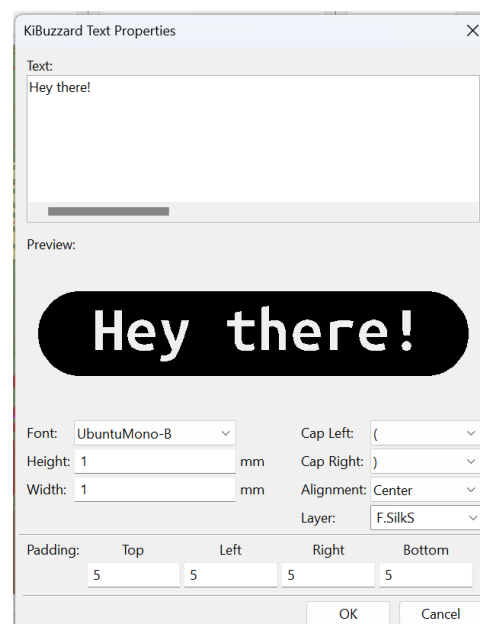 KiBuzzard Text Properties
Text:
Hey there!
Preview:
Hey there!
Font: UbuntuMono-B Cap Left: (
Height: 1 mm Cap Right: )
Width: 1 mm Alignment: Center
Layer: F.SilkS
Padding: Top Left Right Bottom
5 5 5 5
OK Cancel